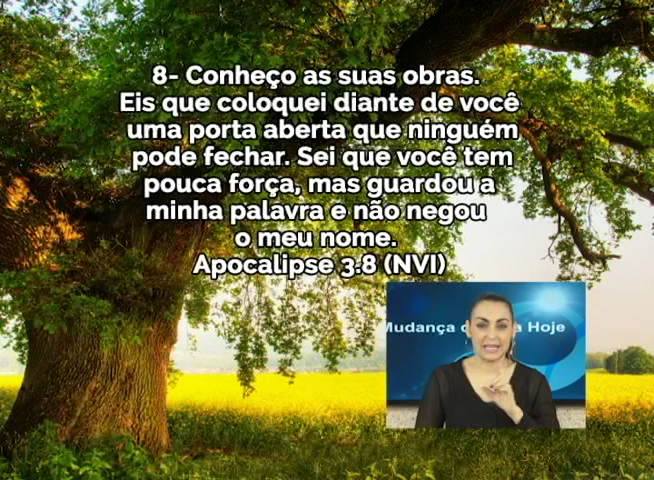 8- Conheço as suas obras.
Eis que coloquei diante de você
uma porta aberta que ninguém
pode fechar. Sei que você tem
pouca força, mas guardou a
minha palavra e não negou
o meu nome.
Apocalipse 3.8 (NVI)
Mudança a Hoje